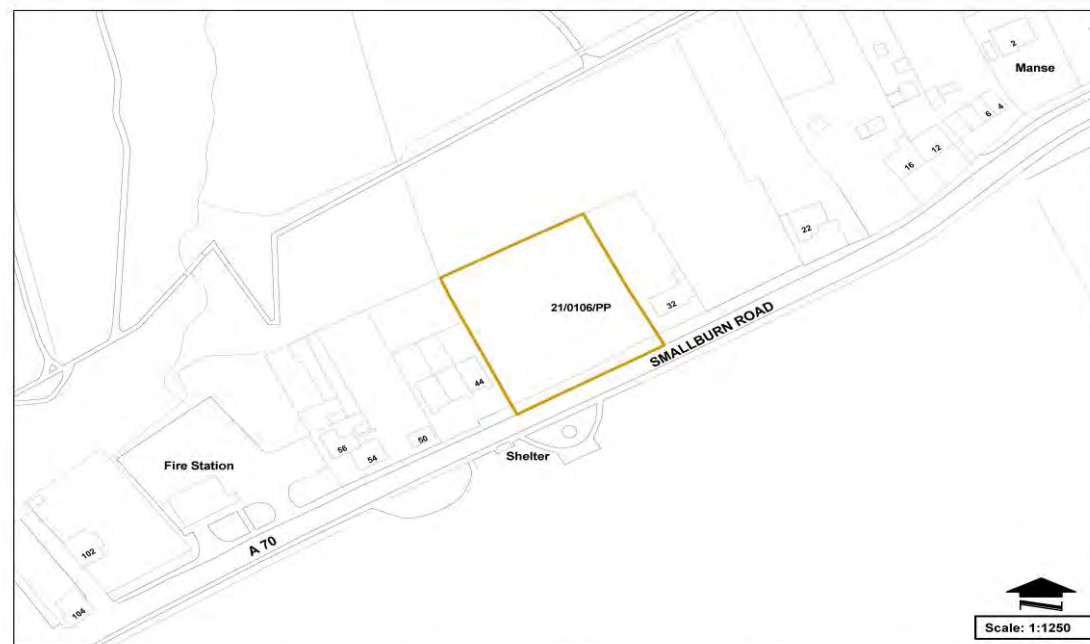 2
Manse
6
4
12
16
22
21/0106/PP
32
SMALLBURN ROAD
44
50
56
54
Shelter
Fire Station
A 70
102
104
Scale: 1:1250